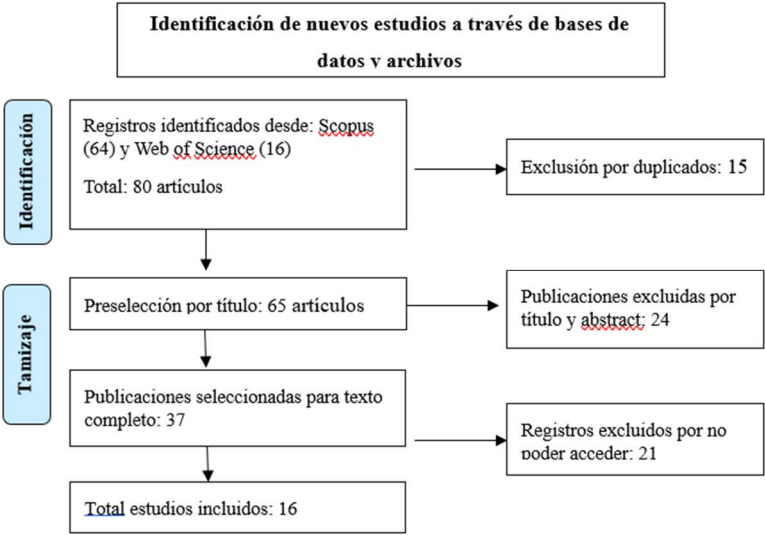 Identificación de nuevos estudios a través de bases de
datos y archivos
Identificación
Registros identificados desde: Scopus
(64) y Web of Science (16)
Total: 80 artículos
Exclusión por duplicados: 15
Tamizaje
Preselección por título: 65 artículos
Publicaciones excluidas por
título y abstract: 24
Publicaciones seleccionadas para texto
completo: 37
Registros excluidos por no
poder acceder: 21
Total estudios incluidos: 16